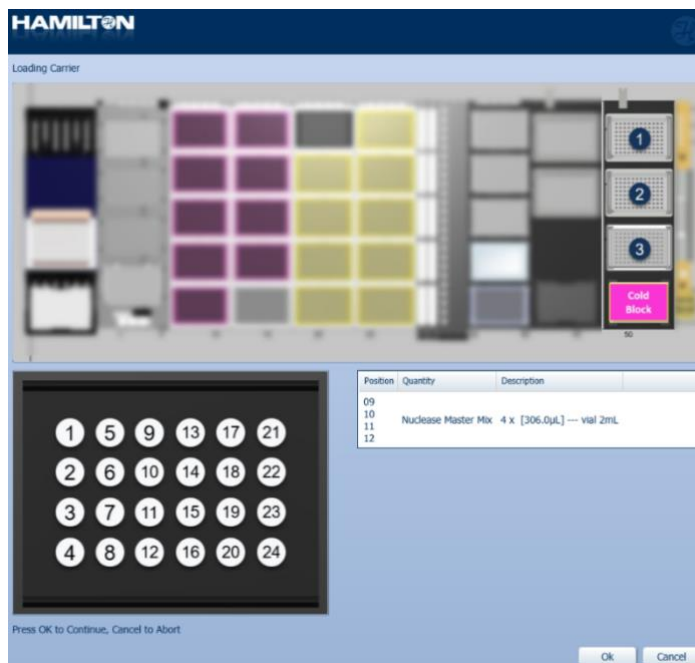 HAMILTON
Loading Carrier
1
2
3
Cold
Block
50
Position Quantity Description
09
10
Nuclease Master Mix 4 x [306.0µL] --- vial 2mL
11
12
1 5 9 13 17 21
2 6 10 14 18 22
3 7 11 15 19 23
4 8 12 16 20 24
Press OK to Continue, Cancel to Abort
Ok Cancel